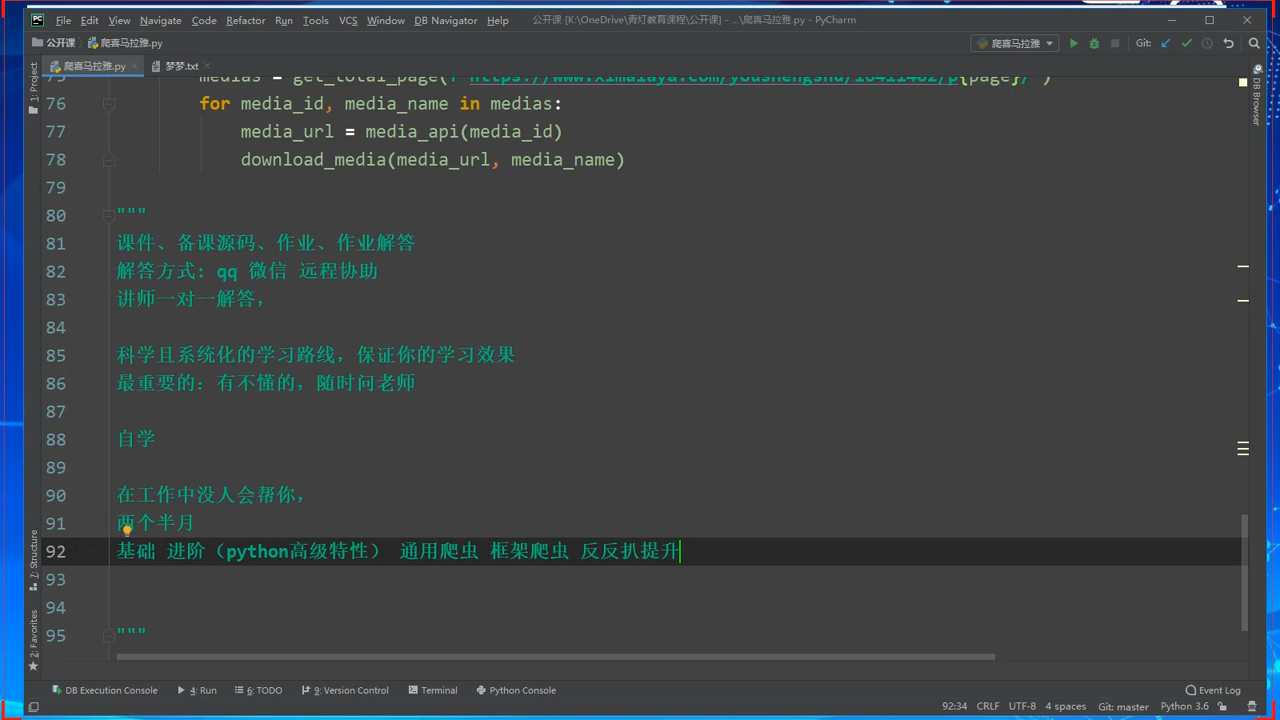 PC File Edit View Navigate Code Refactor Run Tools VCS Window DB Navigator Help 公开课 [K:\OneDrive\青灯教育课程\公开课] - ...\爬喜马拉雅.py - PyCharm
公开课 爬喜马拉雅.py 爬喜马拉雅 Git:
爬喜马拉雅.py 梦梦.txt
1: Project
DB Browser
75 medias = get_total_page(f'https://www.ximalaya.com/youshengshu/16411402/p{page}/')
76 for media_id, media_name in medias:
77 media_url = media_api(media_id)
78 download_media(media_url, media_name)
79
80 """
81 课件、备课源码、作业、作业解答
82 解答方式: qq 微信 远程协助
83 讲师一对一解答,
84
85 科学且系统化的学习路线, 保证你的学习效果
86 最重要的: 有不懂的, 随时问老师
87
88 自学
89
90 在工作中没人会帮你,
91 两个半月
92 基础 进阶（python高级特性） 通用爬虫 框架爬虫 反反扒提升
93
94
95 """
7: Structure
2: Favorites
DB Execution Console 4: Run 6: TODO 9: Version Control Terminal Python Console Event Log
92:34 CRLF UTF-8 4 spaces Git: master Python 3.6